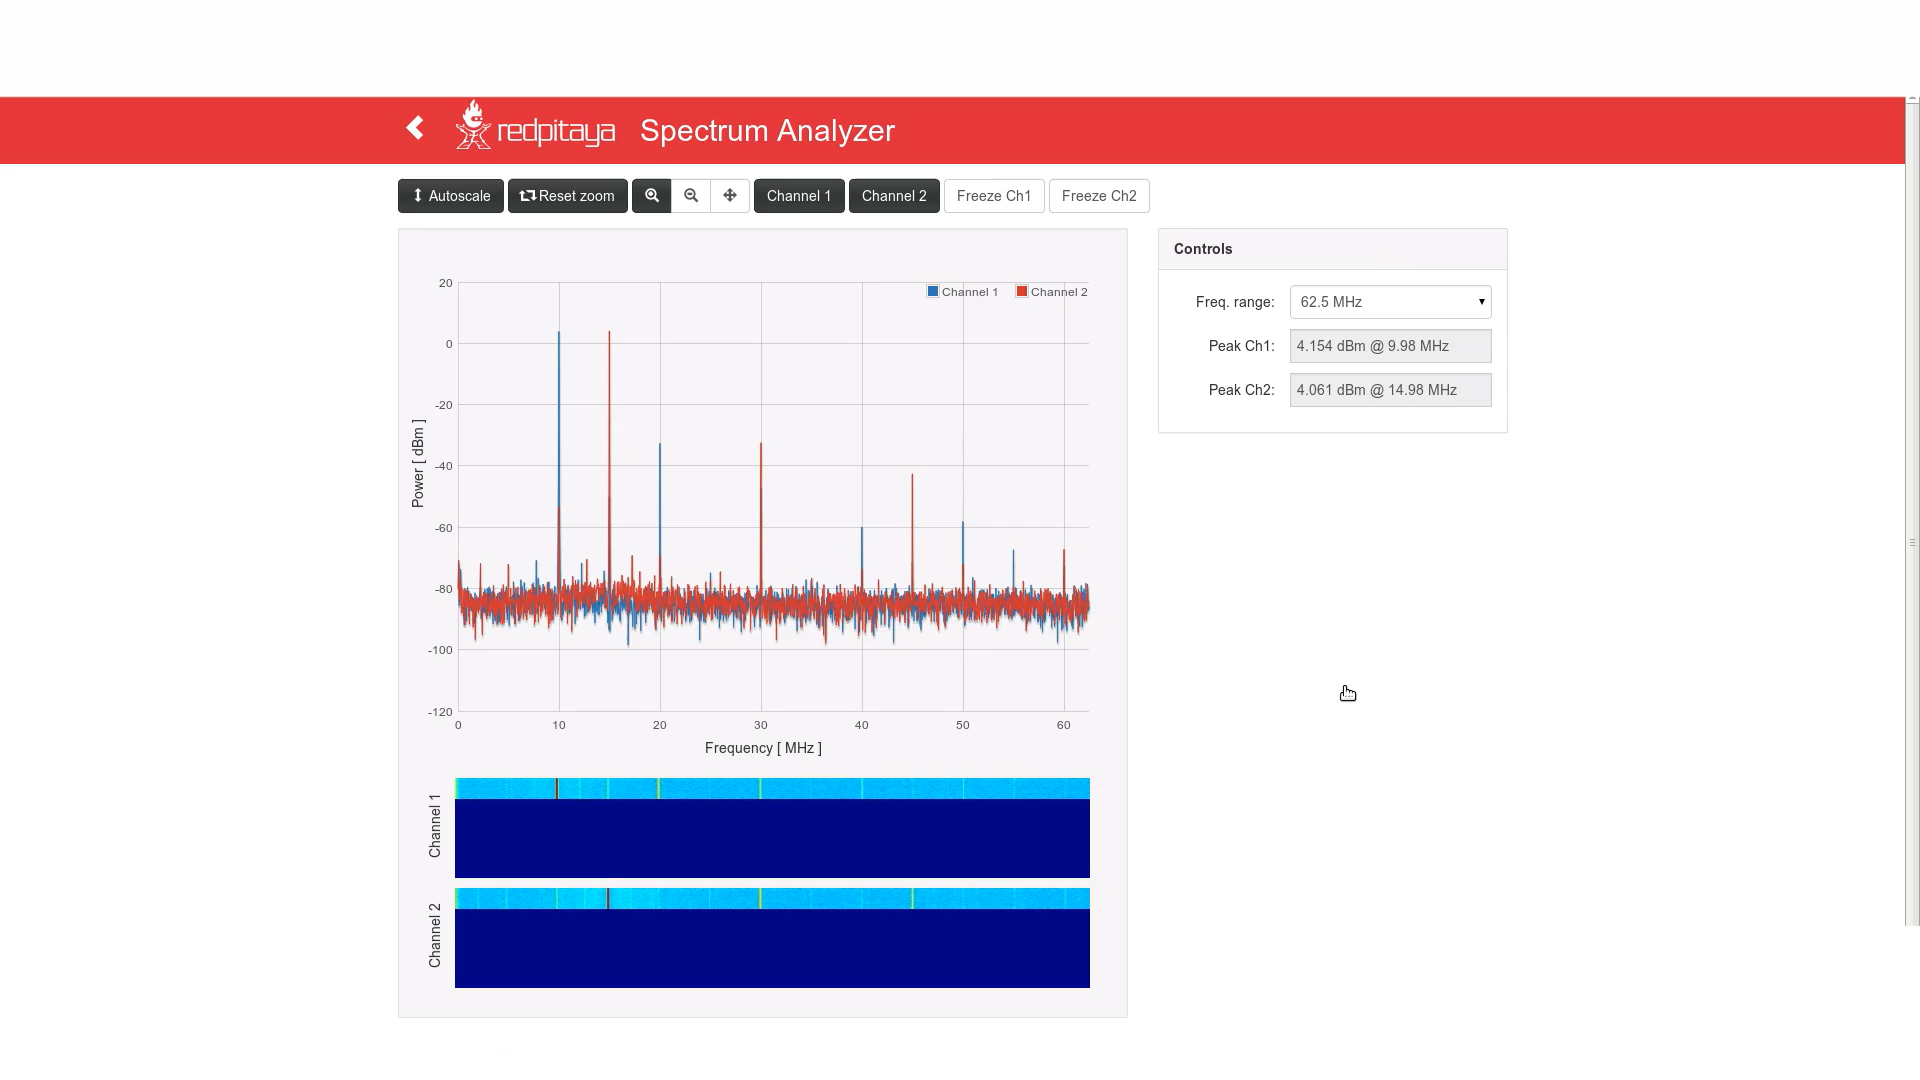 redpitaya Spectrum Analyzer
Autoscale Reset zoom Channel 1 Channel 2 Freeze Ch1 Freeze Ch2
Controls
Freq. range: 62.5 MHz
Peak Ch1: 4.154 dBm @ 9.98 MHz
Peak Ch2: 4.061 dBm @ 14.98 MHz
Channel 1 Channel 2
Power [ dBm ]
20
0
-20
-40
-60
-80
-100
-120
0 10 20 30 40 50 60
Frequency [ MHz ]
Channel 1
Channel 2